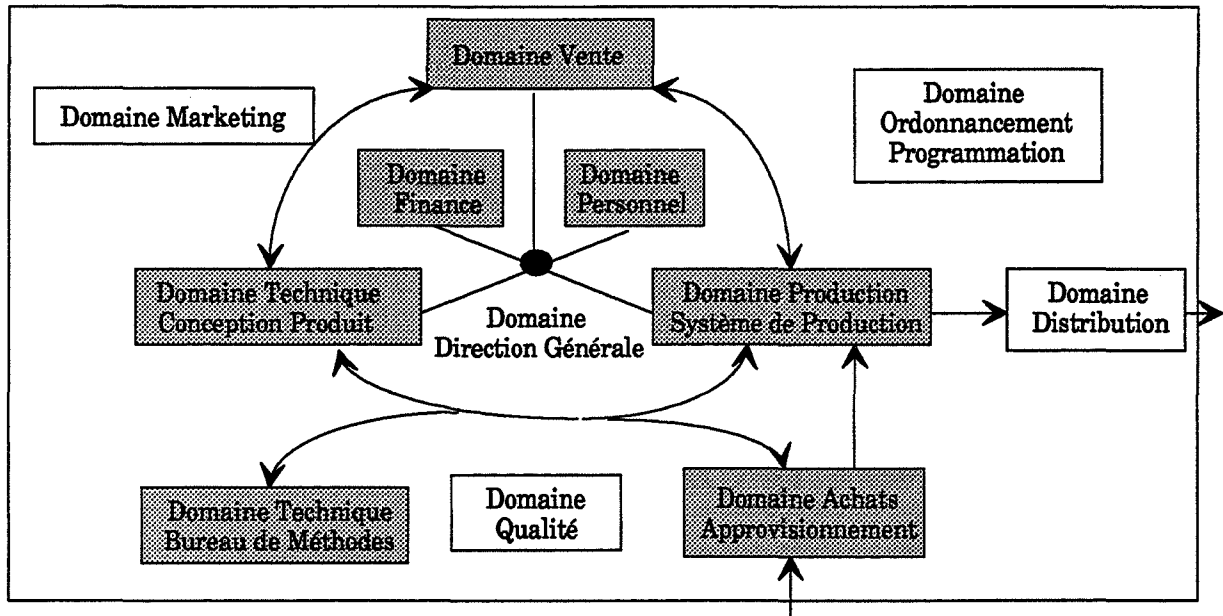 Domaine Vente
Domaine Marketing
Domaine
Ordonnancement
Programmation
Domaine
Finance
Domaine
Personnel
Domaine Technique
Conception Produit
Domaine
Direction Générale
Domaine Production
Système de Production
Domaine
Distribution
Domaine Technique
Bureau de Méthodes
Domaine
Qualité
Domaine Achats
Approvisionnement